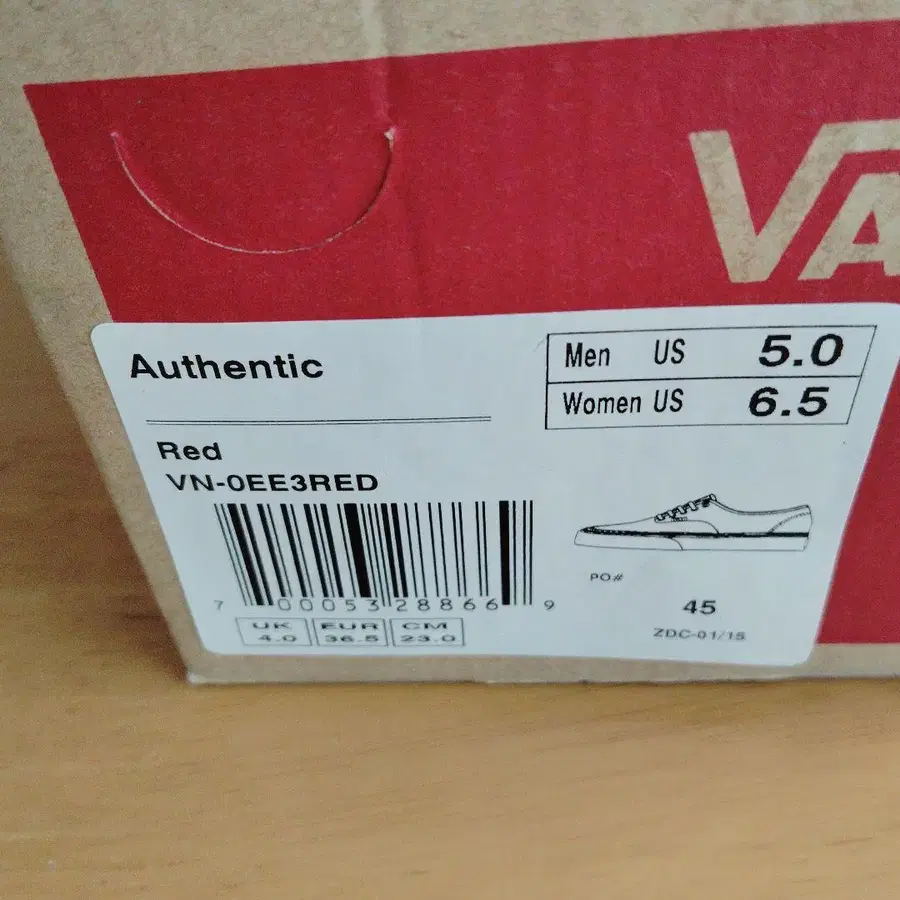 VA
Authentic
Men US 5.0
Women US 6.5
Red
VN-0EE3RED
7 00053 28866 9
PO#
45
ZDC-01/15
UK EUR CM
4.0 36.5 23.0